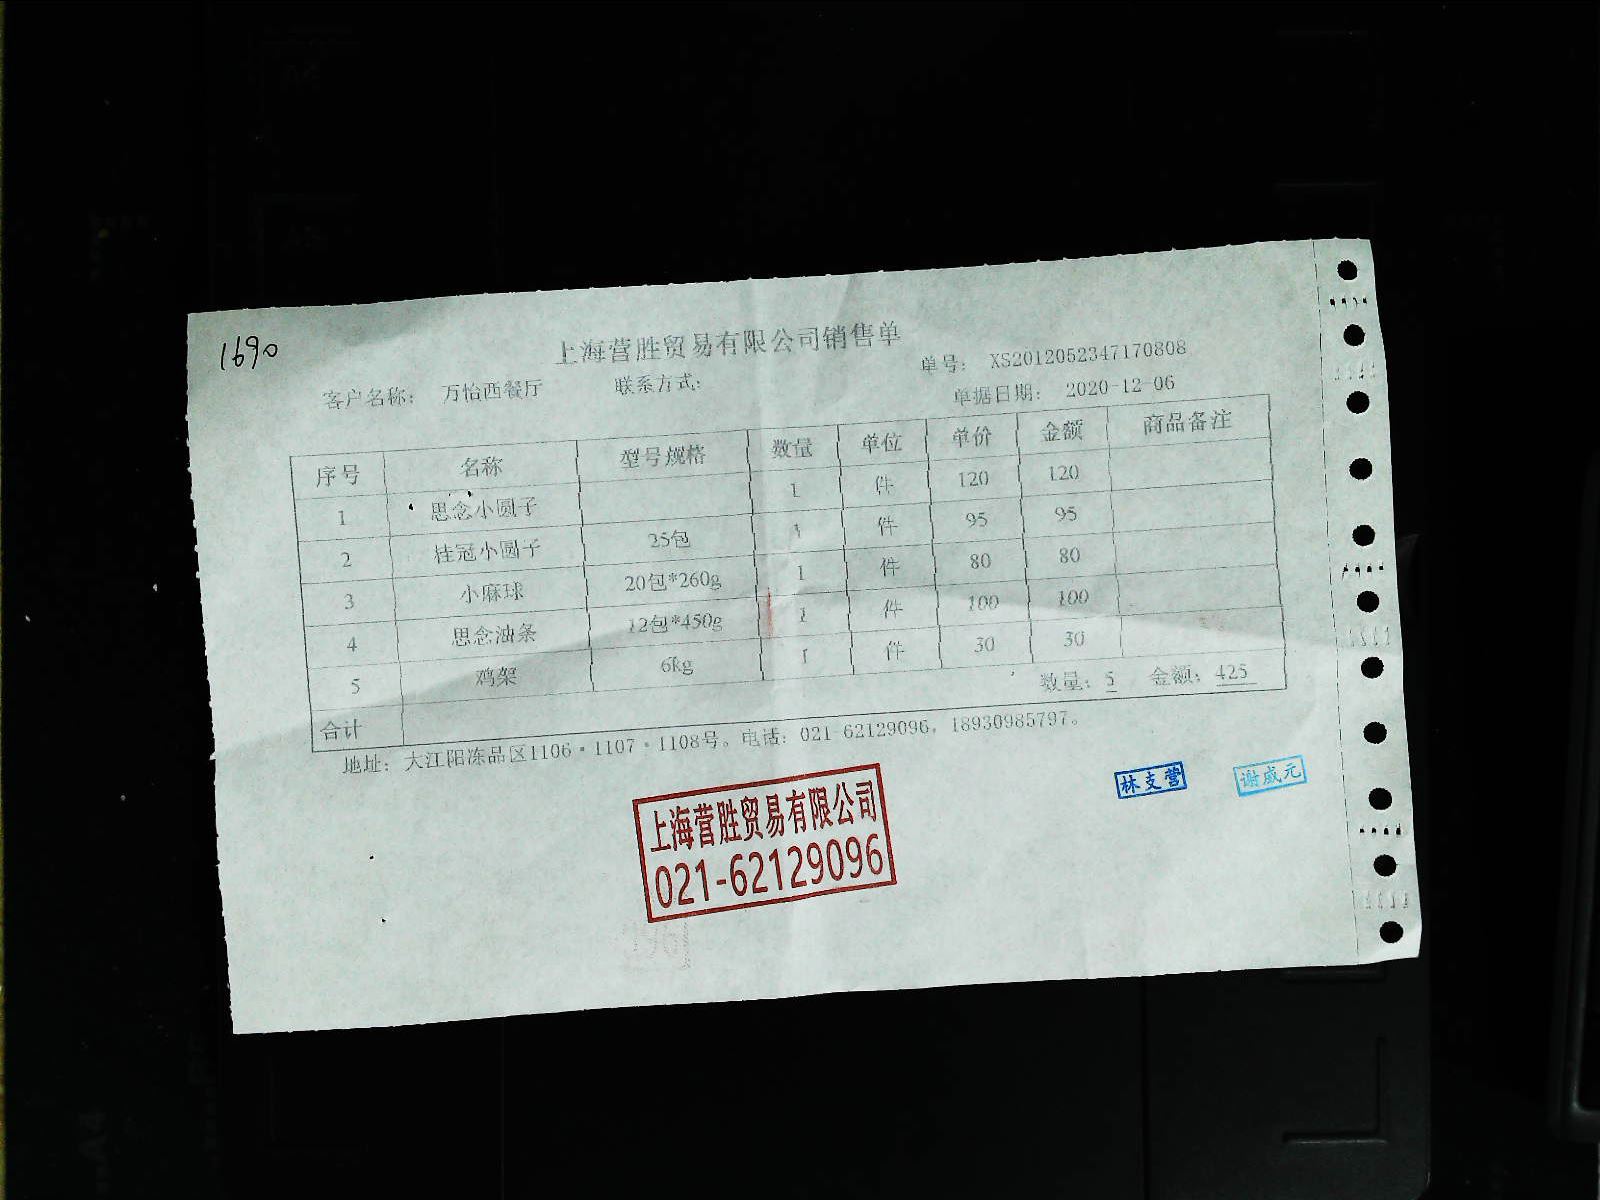 1690
上海营胜贸易有限公司销售单
单号： XS2012052347170808
客户名称： 万怡西餐厅 联系方式：
单据日期： 2020-12-06
序号 名称 型号规格 数量 单位 单价 金额 商品备注
1 思念小圆子 1 件 120 120
2 桂冠小圆子 25包 1 件 95 95
3 小麻球 20包*260g 1 件 80 80
4 思念油条 12包*450g 1 件 100 100
5 鸡架 6kg 1 件 30 30
合计 数量：5 金额：425
地址：大江阳冻品区1106·1107·1108号。电话：021-62129096，18930985797。
林支营 谢咸元
上海营胜贸易有限公司
021-62129096